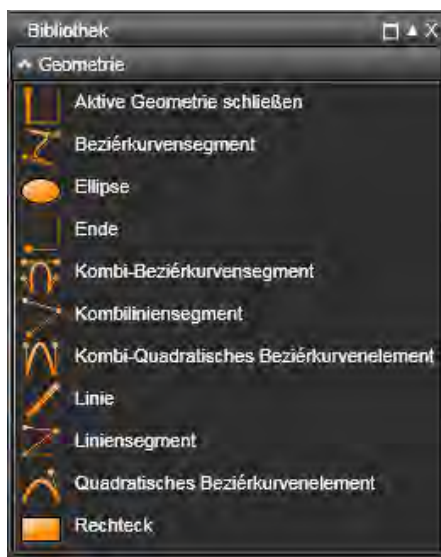 Bibliothek
Geometrie
Aktive Geometrie schließen
Beziérkurvensegment
Ellipse
Ende
Kombi-Beziérkurvensegment
Kombiliniensegment
Kombi-Quadratisches Beziérkurvenelement
Linie
Liniensegment
Quadratisches Beziérkurvenelement
Rechteck